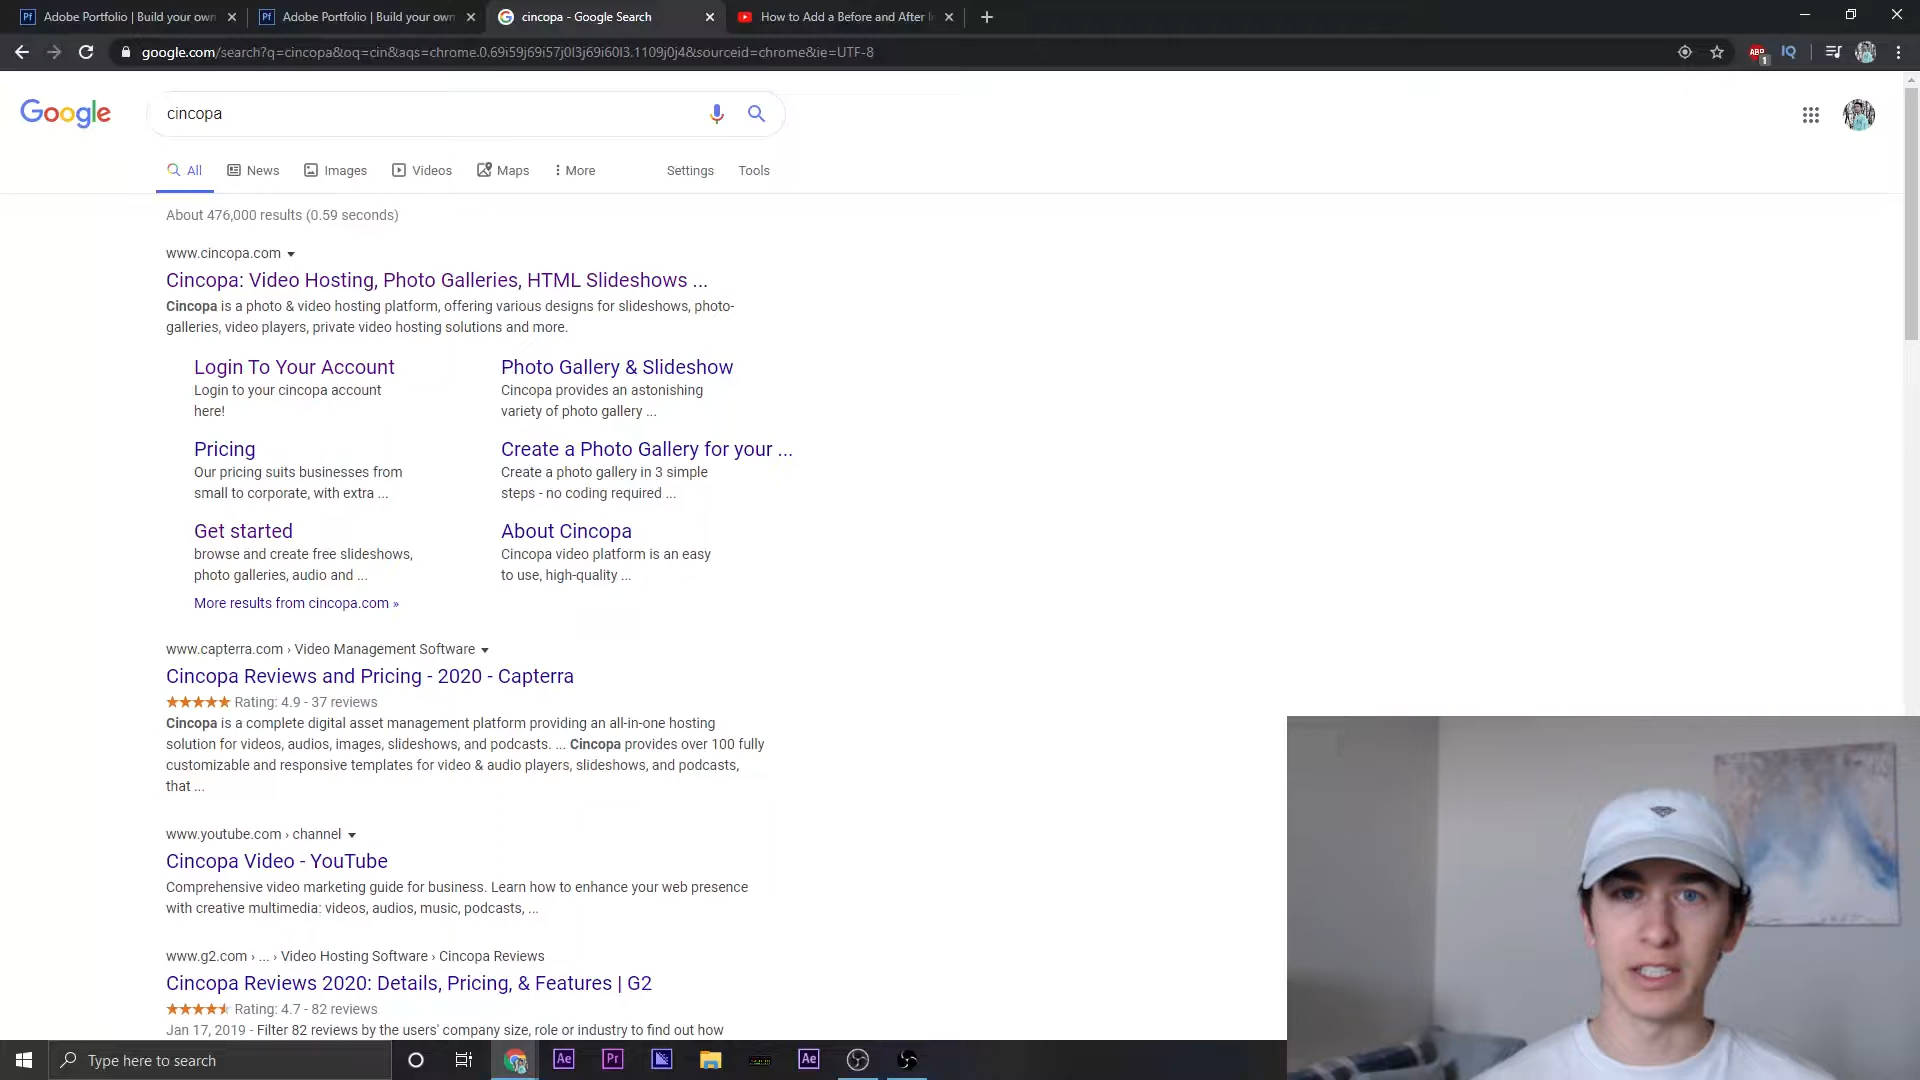 Adobe Portfolio | Build your own
Adobe Portfolio | Build your own
cincopa - Google Search
How to Add a Before and After I
google.com/search?q=cincopa&oq=cin&aqs=chrome.0.69i59j69i57j0l3j69i60l3.1109j0j4&sourceid=chrome&ie=UTF-8
Google
cincopa
All
News
Images
Videos
Maps
More
Settings
Tools
About 476,000 results (0.59 seconds)
www.cincopa.com
Cincopa: Video Hosting, Photo Galleries, HTML Slideshows ...
Cincopa is a photo & video hosting platform, offering various designs for slideshows, photo-
galleries, video players, private video hosting solutions and more.
Login To Your Account
Login to your cincopa account
here!
Photo Gallery & Slideshow
Cincopa provides an astonishing
variety of photo gallery ...
Pricing
Our pricing suits businesses from
small to corporate, with extra ...
Create a Photo Gallery for your ...
Create a photo gallery in 3 simple
steps - no coding required ...
Get started
browse and create free slideshows,
photo galleries, audio and ...
About Cincopa
Cincopa video platform is an easy
to use, high-quality ...
More results from cincopa.com »
www.capterra.com › Video Management Software
Cincopa Reviews and Pricing - 2020 - Capterra
Rating: 4.9 - 37 reviews
Cincopa is a complete digital asset management platform providing an all-in-one hosting
solution for videos, audios, images, slideshows, and podcasts. ... Cincopa provides over 100 fully
customizable and responsive templates for video & audio players, slideshows, and podcasts,
that ...
www.youtube.com › channel
Cincopa Video - YouTube
Comprehensive video marketing guide for business. Learn how to enhance your web presence
with creative multimedia: videos, audios, music, podcasts, ...
www.g2.com › ... › Video Hosting Software › Cincopa Reviews
Cincopa Reviews 2020: Details, Pricing, & Features | G2
Rating: 4.7 - 82 reviews
Jan 17, 2019 - Filter 82 reviews by the users' company size, role or industry to find out how
Type here to search
Ae
Pr
Ae